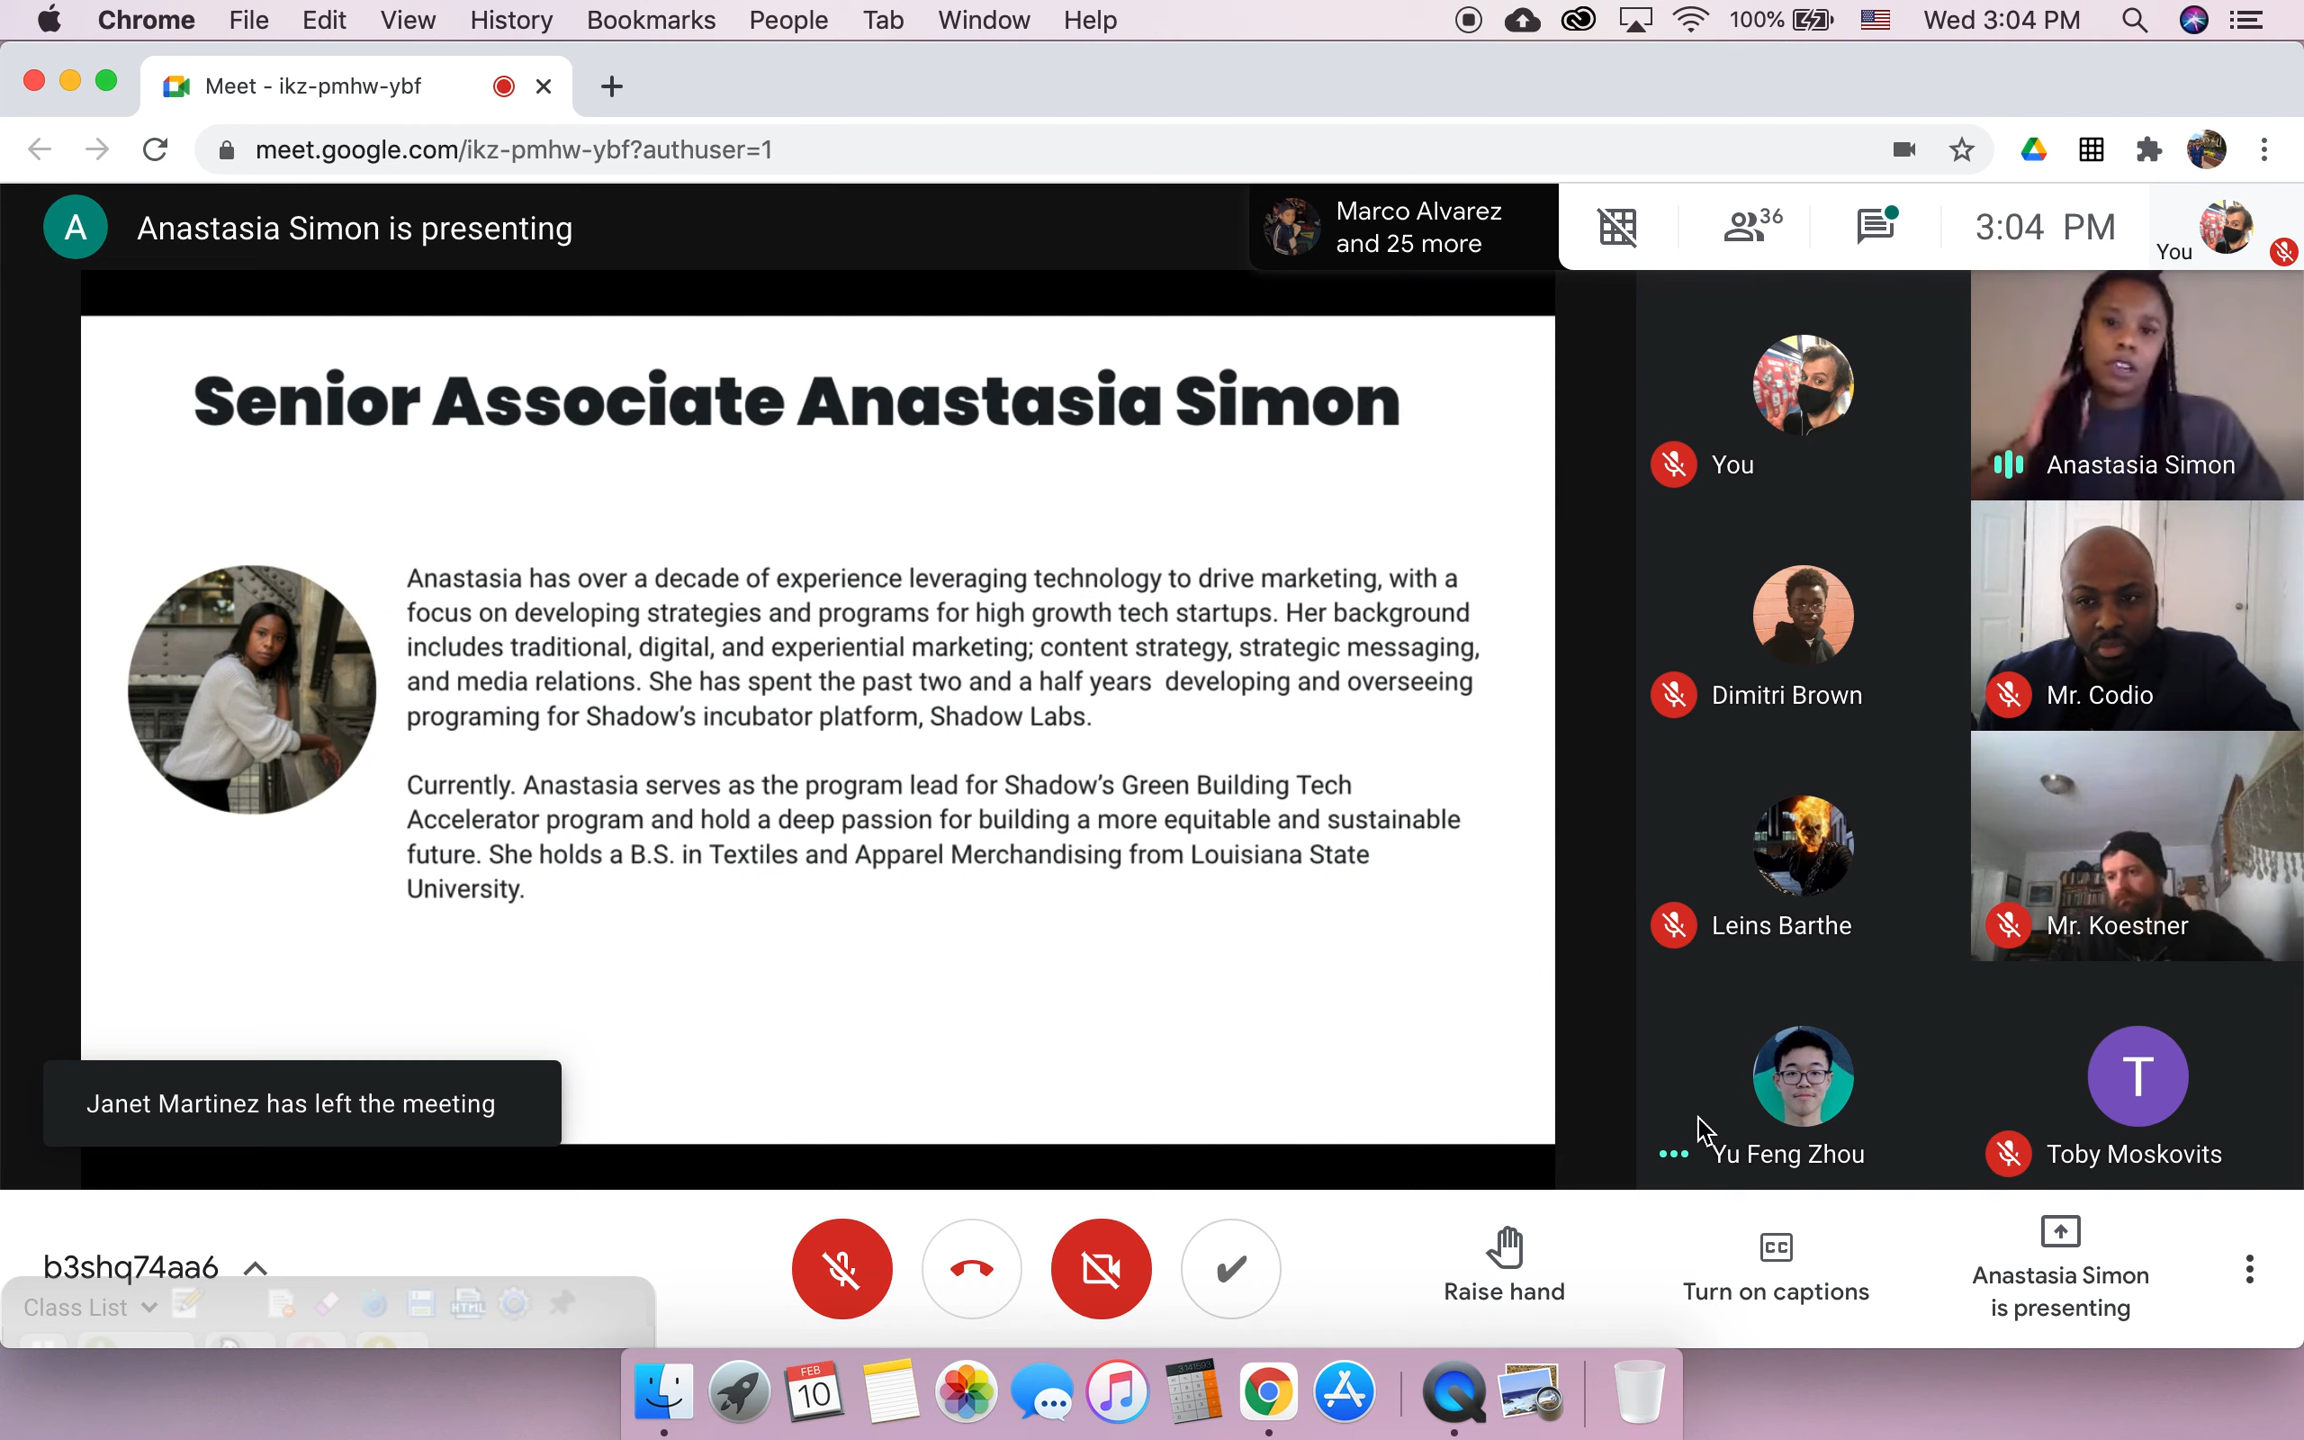 Chrome File Edit View History Bookmarks People Tab Window Help 100% Wed 3:04 PM
Meet - ikz-pmhw-ybf
meet.google.com/ikz-pmhw-ybf?authuser=1
A Anastasia Simon is presenting
Marco Alvarez
and 25 more
36
3:04 PM
You
Senior Associate Anastasia Simon
Anastasia has over a decade of experience leveraging technology to drive marketing, with a
focus on developing strategies and programs for high growth tech startups. Her background
includes traditional, digital, and experiential marketing; content strategy, strategic messaging,
and media relations. She has spent the past two and a half years developing and overseeing
programing for Shadow's incubator platform, Shadow Labs.
Currently. Anastasia serves as the program lead for Shadow's Green Building Tech
Accelerator program and hold a deep passion for building a more equitable and sustainable
future. She holds a B.S. in Textiles and Apparel Merchandising from Louisiana State
University.
You
Anastasia Simon
Dimitri Brown
Mr. Codio
Leins Barthe
Mr. Koestner
Yu Feng Zhou
T
Toby Moskovits
Janet Martinez has left the meeting
b3shq74aa6
Class List
HTML
Raise hand
CC
Turn on captions
Anastasia Simon
is presenting
FEB
10
3.141593